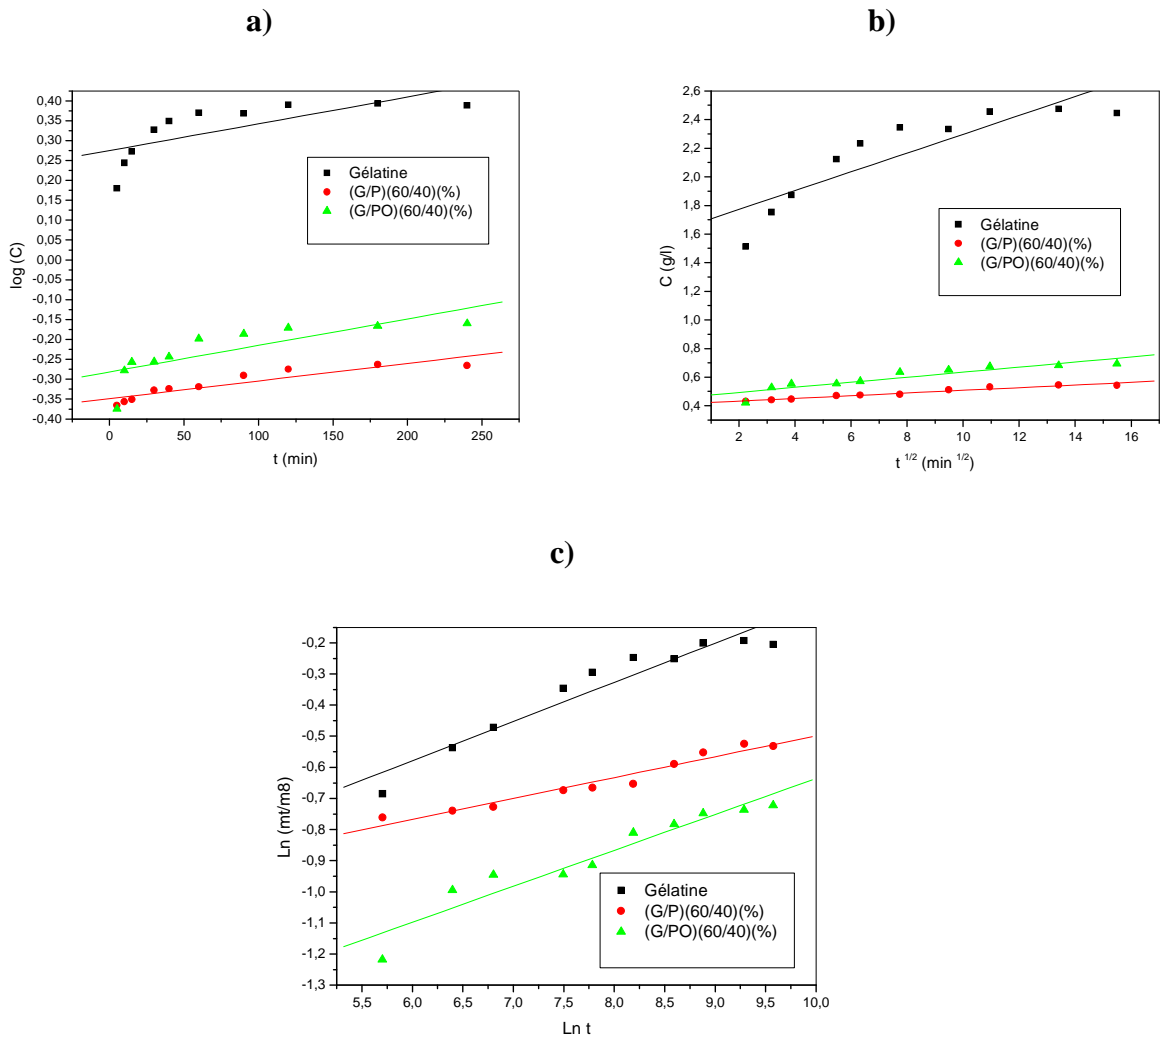 a)
0,40
0,35
0,30
0,25
0,20
0,15
0,10
0,05
0,00
-0,05
-0,10
-0,15
-0,20
-0,25
-0,30
-0,35
-0,40
log (C)
Gélatine
(G/P)(60/40)(%)
(G/PO)(60/40)(%)
0 50 100 150 200 250
t (min)
b)
2,6
2,4
2,2
2,0
1,8
1,6
1,4
1,2
1,0
0,8
0,6
0,4
C (g/l)
Gélatine
(G/P)(60/40)(%)
(G/PO)(60/40)(%)
2 4 6 8 10 12 14 16
t 1/2 (min 1/2)
c)
-0,2
-0,3
-0,4
-0,5
-0,6
-0,7
-0,8
-0,9
-1,0
-1,1
-1,2
-1,3
Ln (mt/m8)
Gélatine
(G/P)(60/40)(%)
(G/PO)(60/40)(%)
5,5 6,0 6,5 7,0 7,5 8,0 8,5 9,0 9,5 10,0
Ln t